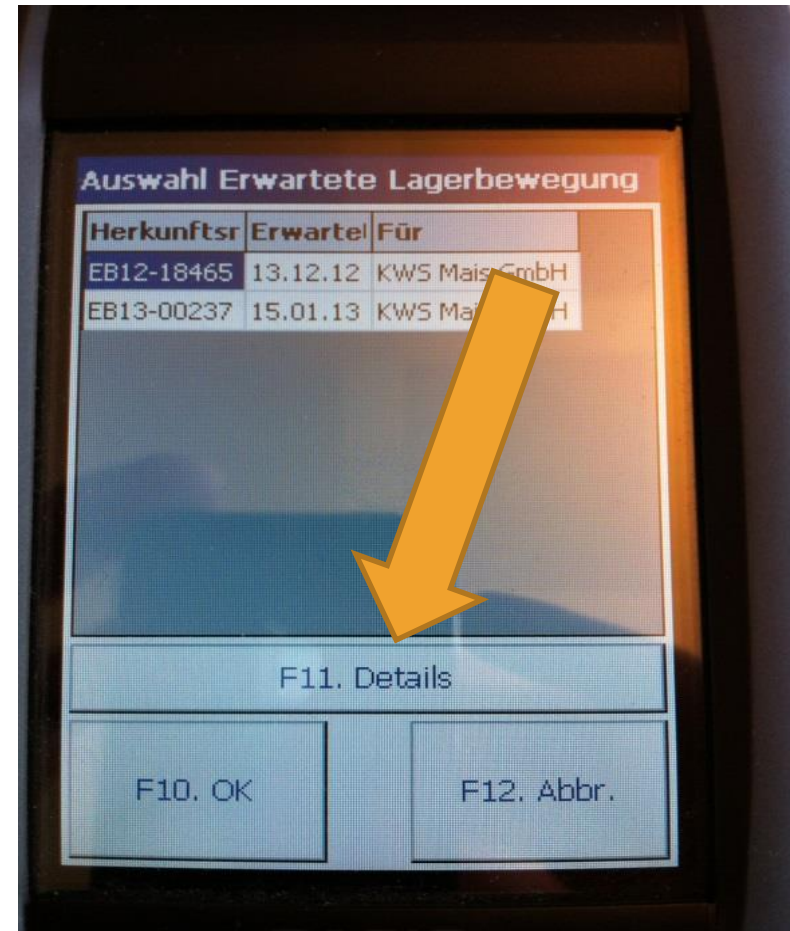 Auswahl Erwartete Lagerbewegung
Herkunftsr Erwartel Für
EB12-18465 13.12.12 KWS Mais GmbH
EB13-00237 15.01.13 KWS
F11. Details
F10. OK F12. Abbr.